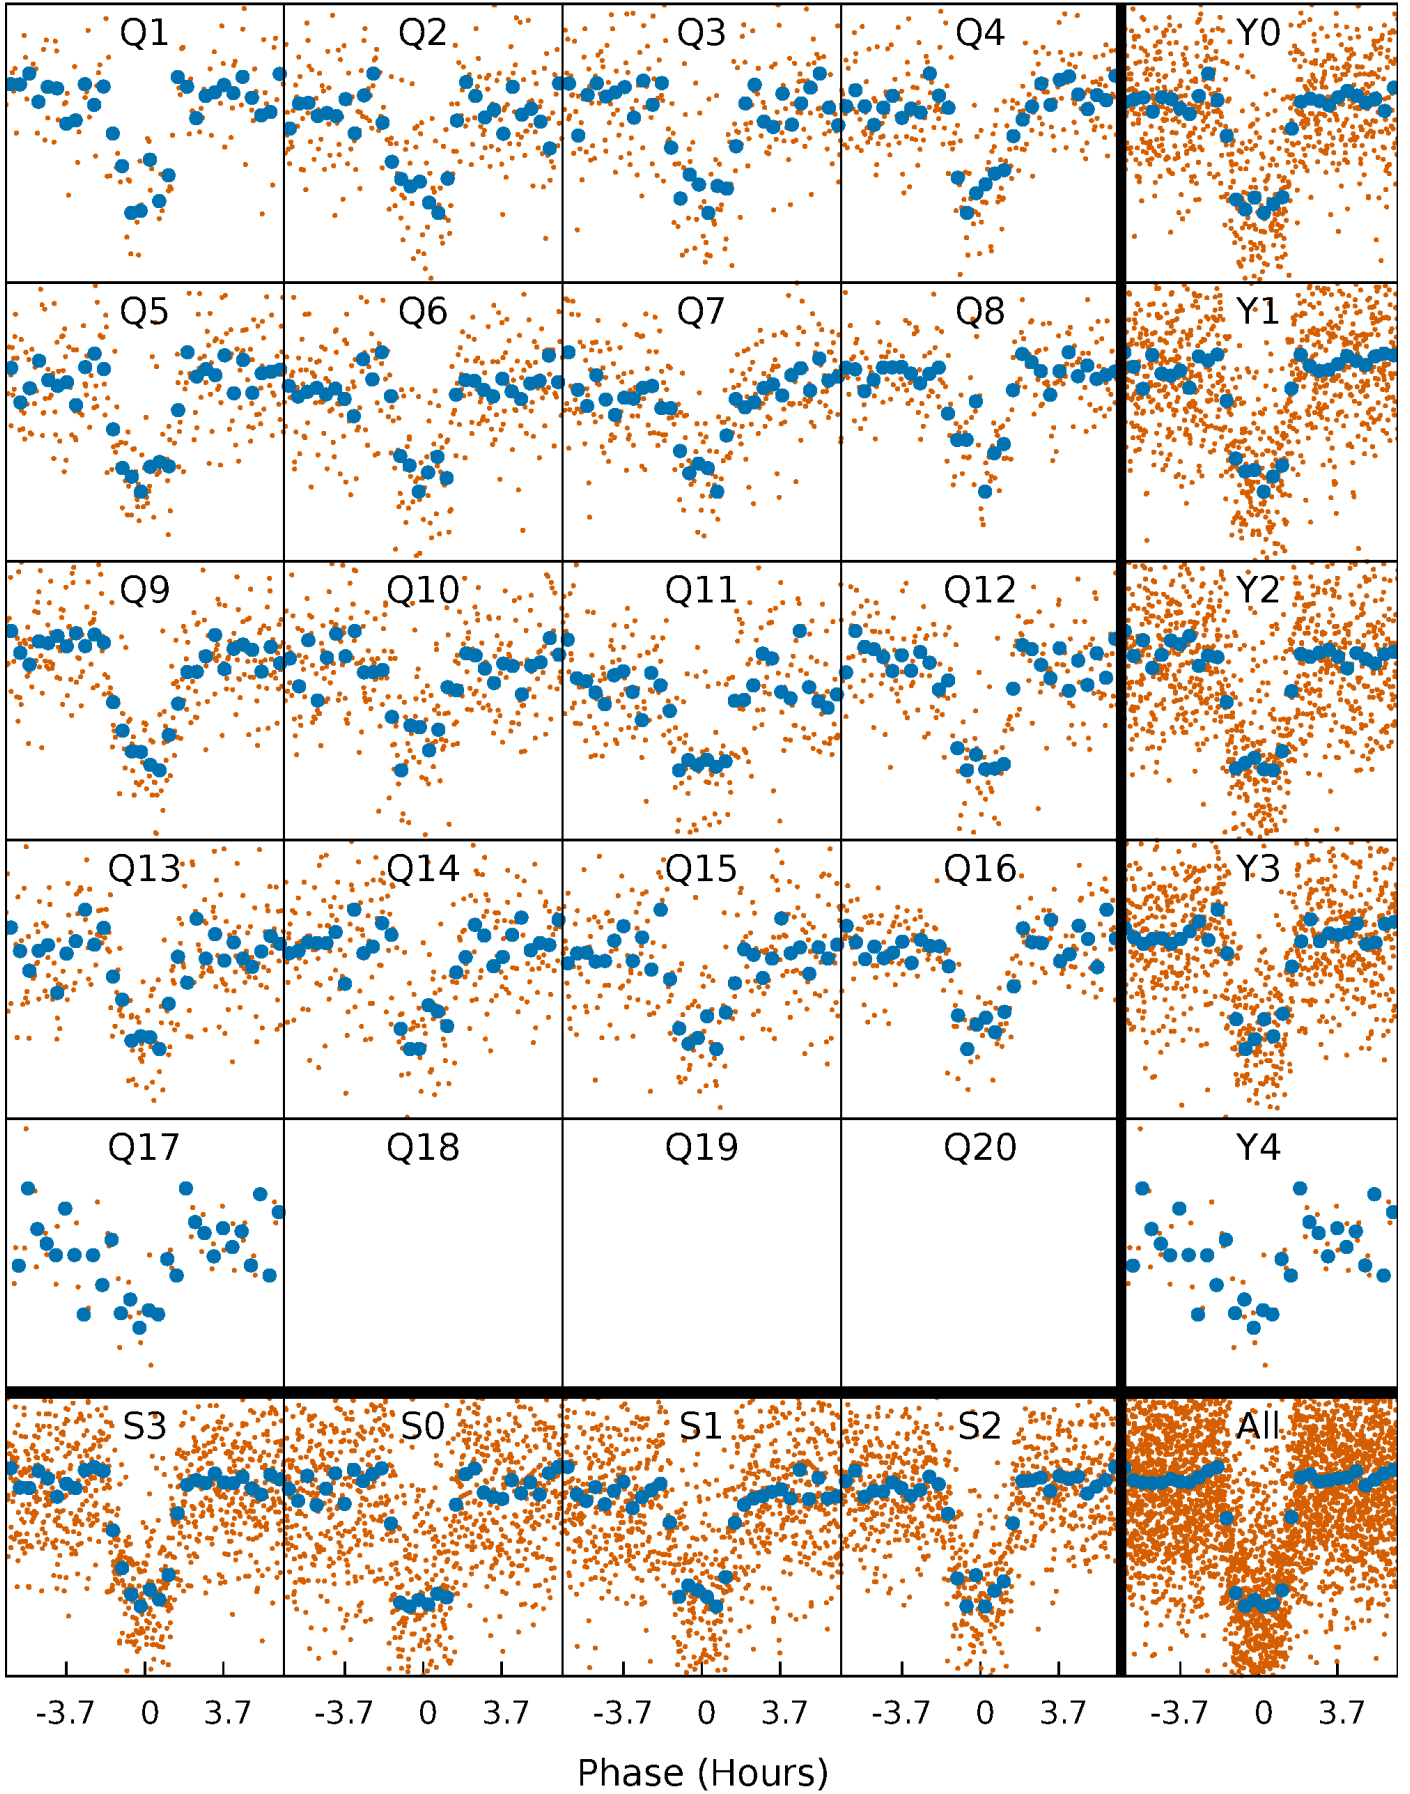 Q1 Q2 Q3 Q4 Y0
Q5 Q6 Q7 Q8 Y1
Q9 Q10 Q11 Q12 Y2
Q13 Q14 Q15 Q16 Y3
Q17 Q18 Q19 Q20 Y4
S3 S0 S1 S2 All
-3.7 0 3.7 -3.7 0 3.7 -3.7 0 3.7 -3.7 0 3.7 -3.7 0 3.7
Phase (Hours)